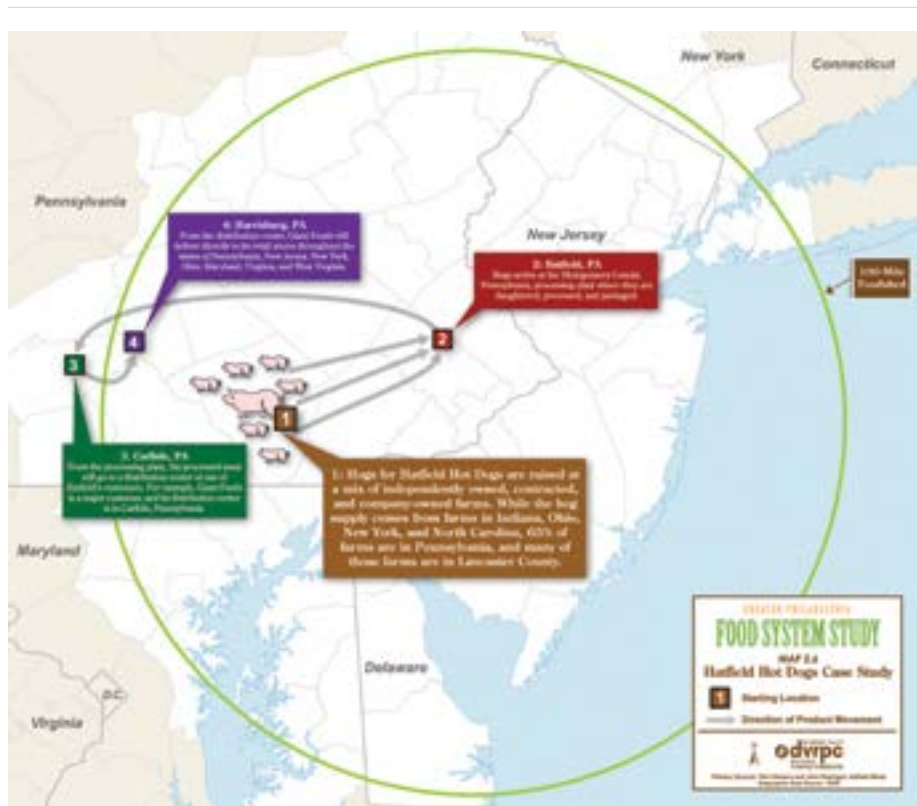 New York
Connecticut
Pennsylvania
New Jersey
4: Harrisburg, PA
From the distribution center, Giant Foods will
deliver directly to its retail stores throughout the
states of Pennsylvania, New Jersey, New York,
Ohio, Maryland, Virginia, and West Virginia.
2: Hatfield, PA
Hogs arrive at the Montgomery County,
Pennsylvania, processing plant where they are
slaughtered, processed, and packaged.
100-Mile
Foodshed
3
4
2
1
3: Carlisle, PA
From the processing plant, the processed meat
will go to a distribution center of one of
Hatfield's customers. For example, Giant Foods
is a major customer and its distribution center
is in Carlisle, Pennsylvania.
1: Hogs for Hatfield Hot Dogs are raised at
a mix of independently owned, contracted,
and company-owned farms. While the hog
supply comes from farms in Indiana, Ohio,
New York, and North Carolina, 65% of
farms are in Pennsylvania, and many of
those farms are in Lancaster County.
Maryland
Delaware
D.C.
Virginia
GREATER PHILADELPHIA
FOOD SYSTEM STUDY
MAP 2.6
Hatfield Hot Dogs Case Study
1 Starting Location
Direction of Product Movement
dvrpc